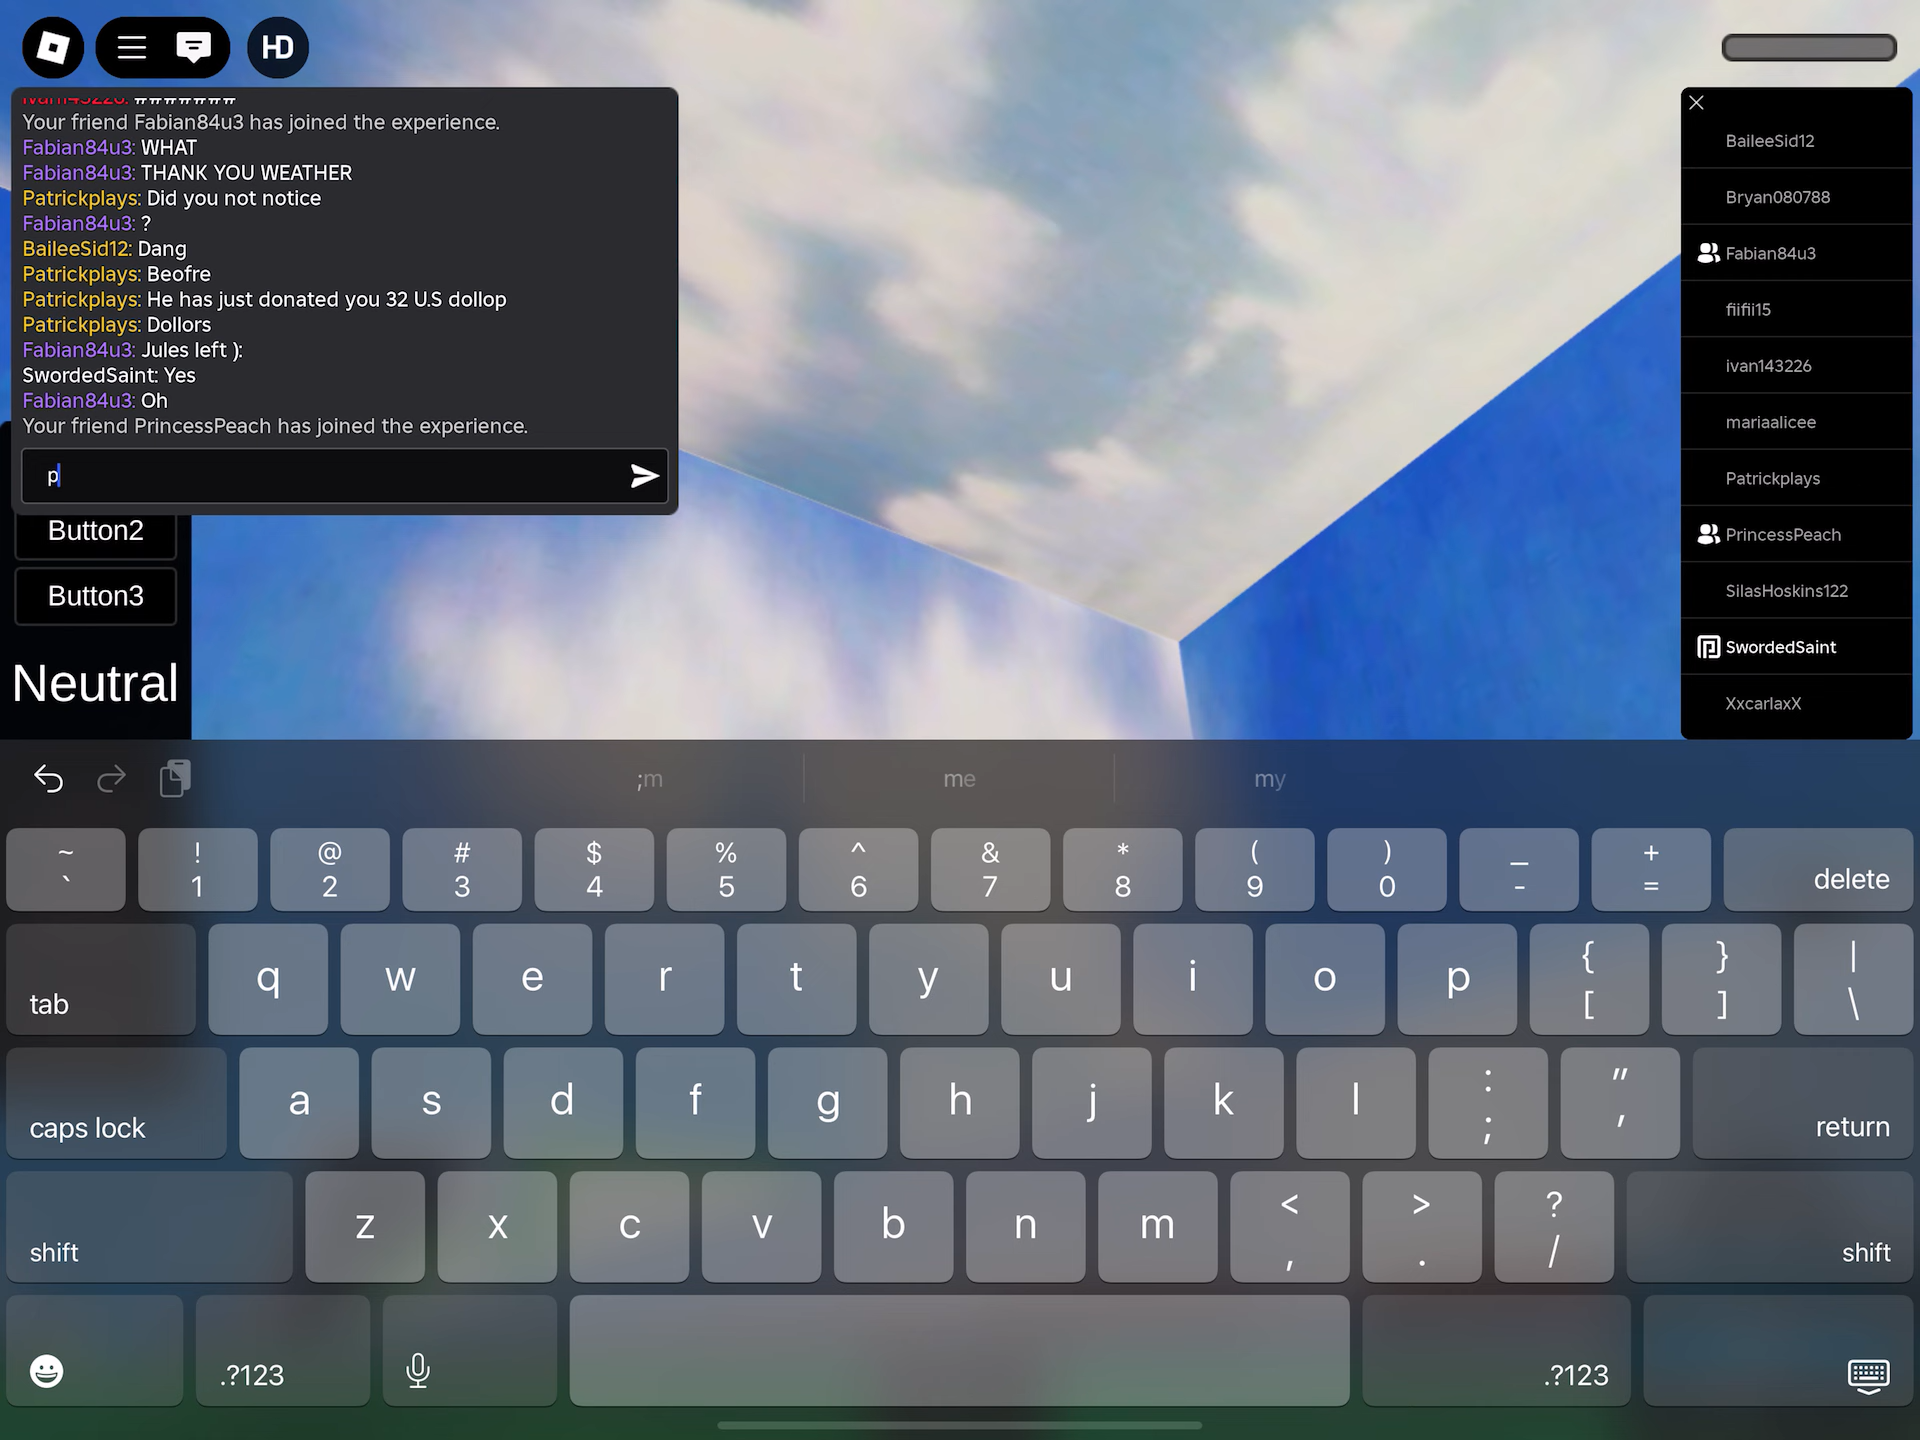 HD
ivan143226: #######
Your friend Fabian84u3 has joined the experience.
Fabian84u3: WHAT
Fabian84u3: THANK YOU WEATHER
Patrickplays: Did you not notice
Fabian84u3: ?
BaileeSid12: Dang
Patrickplays: Beofre
Patrickplays: He has just donated you 32 U.S dollop
Patrickplays: Dollors
Fabian84u3: Jules left ):
SwordedSaint: Yes
Fabian84u3: Oh
Your friend PrincessPeach has joined the experience.
p
Button2
Button3
Neutral
BaileeSid12
Bryan080788
Fabian84u3
fiifii15
ivan143226
mariaalicee
Patrickplays
PrincessPeach
SilasHoskins122
SwordedSaint
XxcarlaxX
;m me my
~ ! @ # $ % ^ & * ( ) _ +
` 1 2 3 4 5 6 7 8 9 0 - = delete
tab q w e r t y u i o p { [ } ] | \
caps lock a s d f g h j k l : ; " ' return
shift z x c v b n m < , > . ? / shift
.?123 .?123